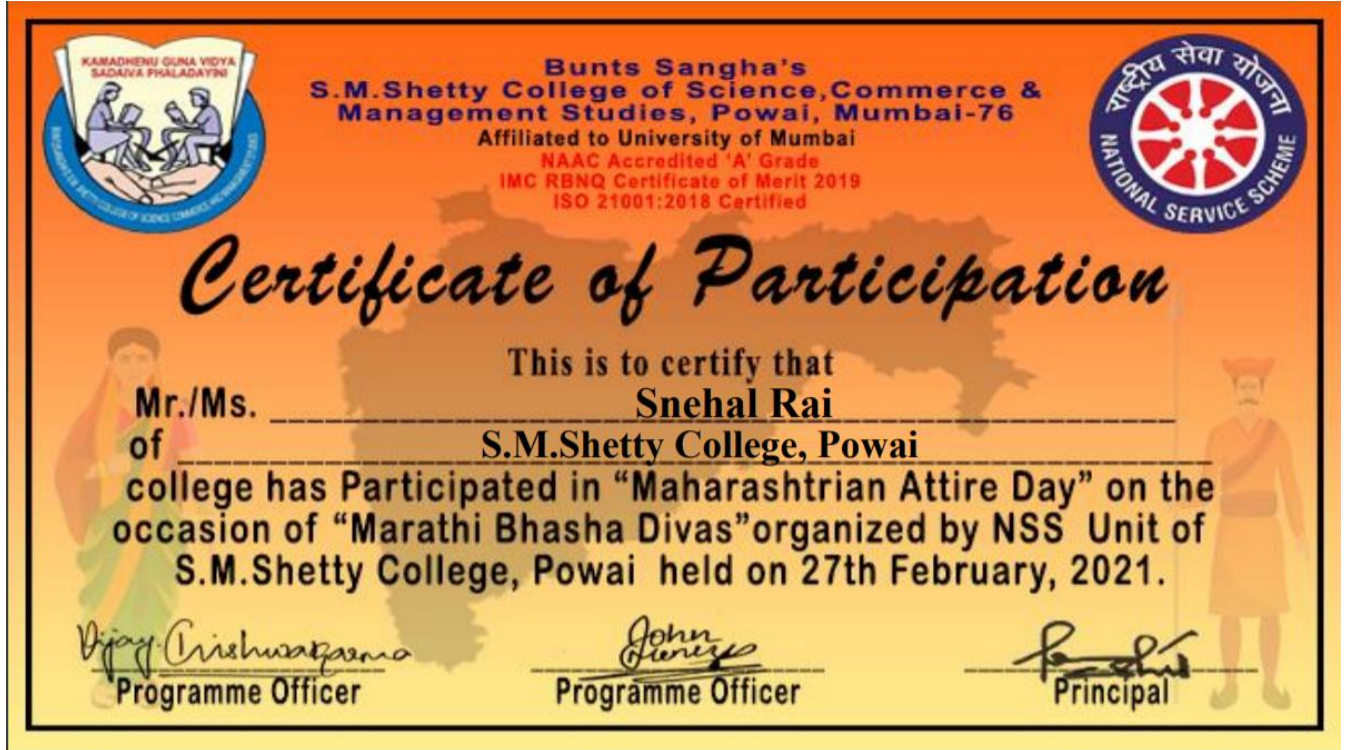 KAMADHENU GUNA VIDYA
SADAIVA PHALADAYINI
Bunts Sangha's
S.M.Shetty College of Science,Commerce &
Management Studies, Powai, Mumbai-76
Affiliated to University of Mumbai
NAAC Accredited 'A' Grade
IMC RBNQ Certificate of Merit 2019
ISO 21001:2018 Certified
राष्ट्रीय सेवा योजना
NATIONAL SERVICE SCHEME
Certificate of Participation
This is to certify that
Mr./Ms. Snehal Rai
of S.M.Shetty College, Powai
college has Participated in “Maharashtrian Attire Day” on the
occasion of “Marathi Bhasha Divas”organized by NSS Unit of
S.M.Shetty College, Powai held on 27th February, 2021.
Vijay. John
Programme Officer Programme Officer Principal